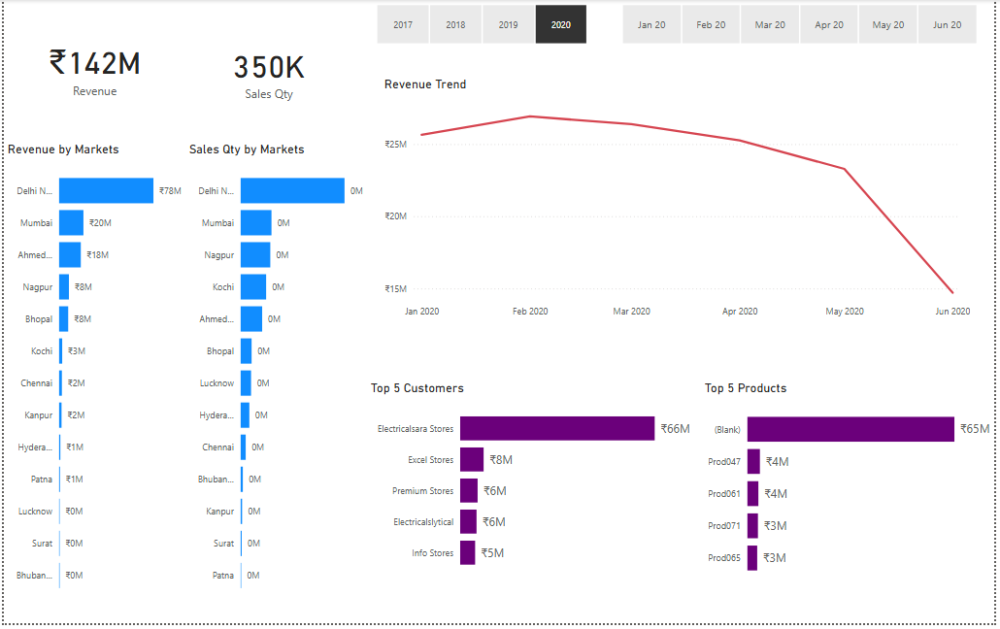 2017 2018 2019 2020 Jan 20 Feb 20 Mar 20 Apr 20 May 20 Jun 20
₹142M
Revenue
350K
Sales Qty
Revenue Trend
₹25M
₹20M
₹15M
Jan 2020 Feb 2020 Mar 2020 Apr 2020 May 2020 Jun 2020
Revenue by Markets
Delhi N... ₹78M
Mumbai ₹20M
Ahmed... ₹18M
Nagpur ₹8M
Bhopal ₹8M
Kochi ₹3M
Chennai ₹2M
Kanpur ₹2M
Hydera... ₹1M
Patna ₹1M
Lucknow ₹0M
Surat ₹0M
Bhuban... ₹0M
Sales Qty by Markets
Delhi N... 0M
Mumbai 0M
Nagpur 0M
Kochi 0M
Ahmed... 0M
Bhopal 0M
Lucknow 0M
Hydera... 0M
Chennai 0M
Bhuban... 0M
Kanpur 0M
Surat 0M
Patna 0M
Top 5 Customers
Electricalsara Stores ₹66M
Excel Stores ₹8M
Premium Stores ₹6M
Electricalslytical ₹6M
Info Stores ₹5M
Top 5 Products
(Blank) ₹65M
Prod047 ₹4M
Prod061 ₹4M
Prod071 ₹3M
Prod065 ₹3M